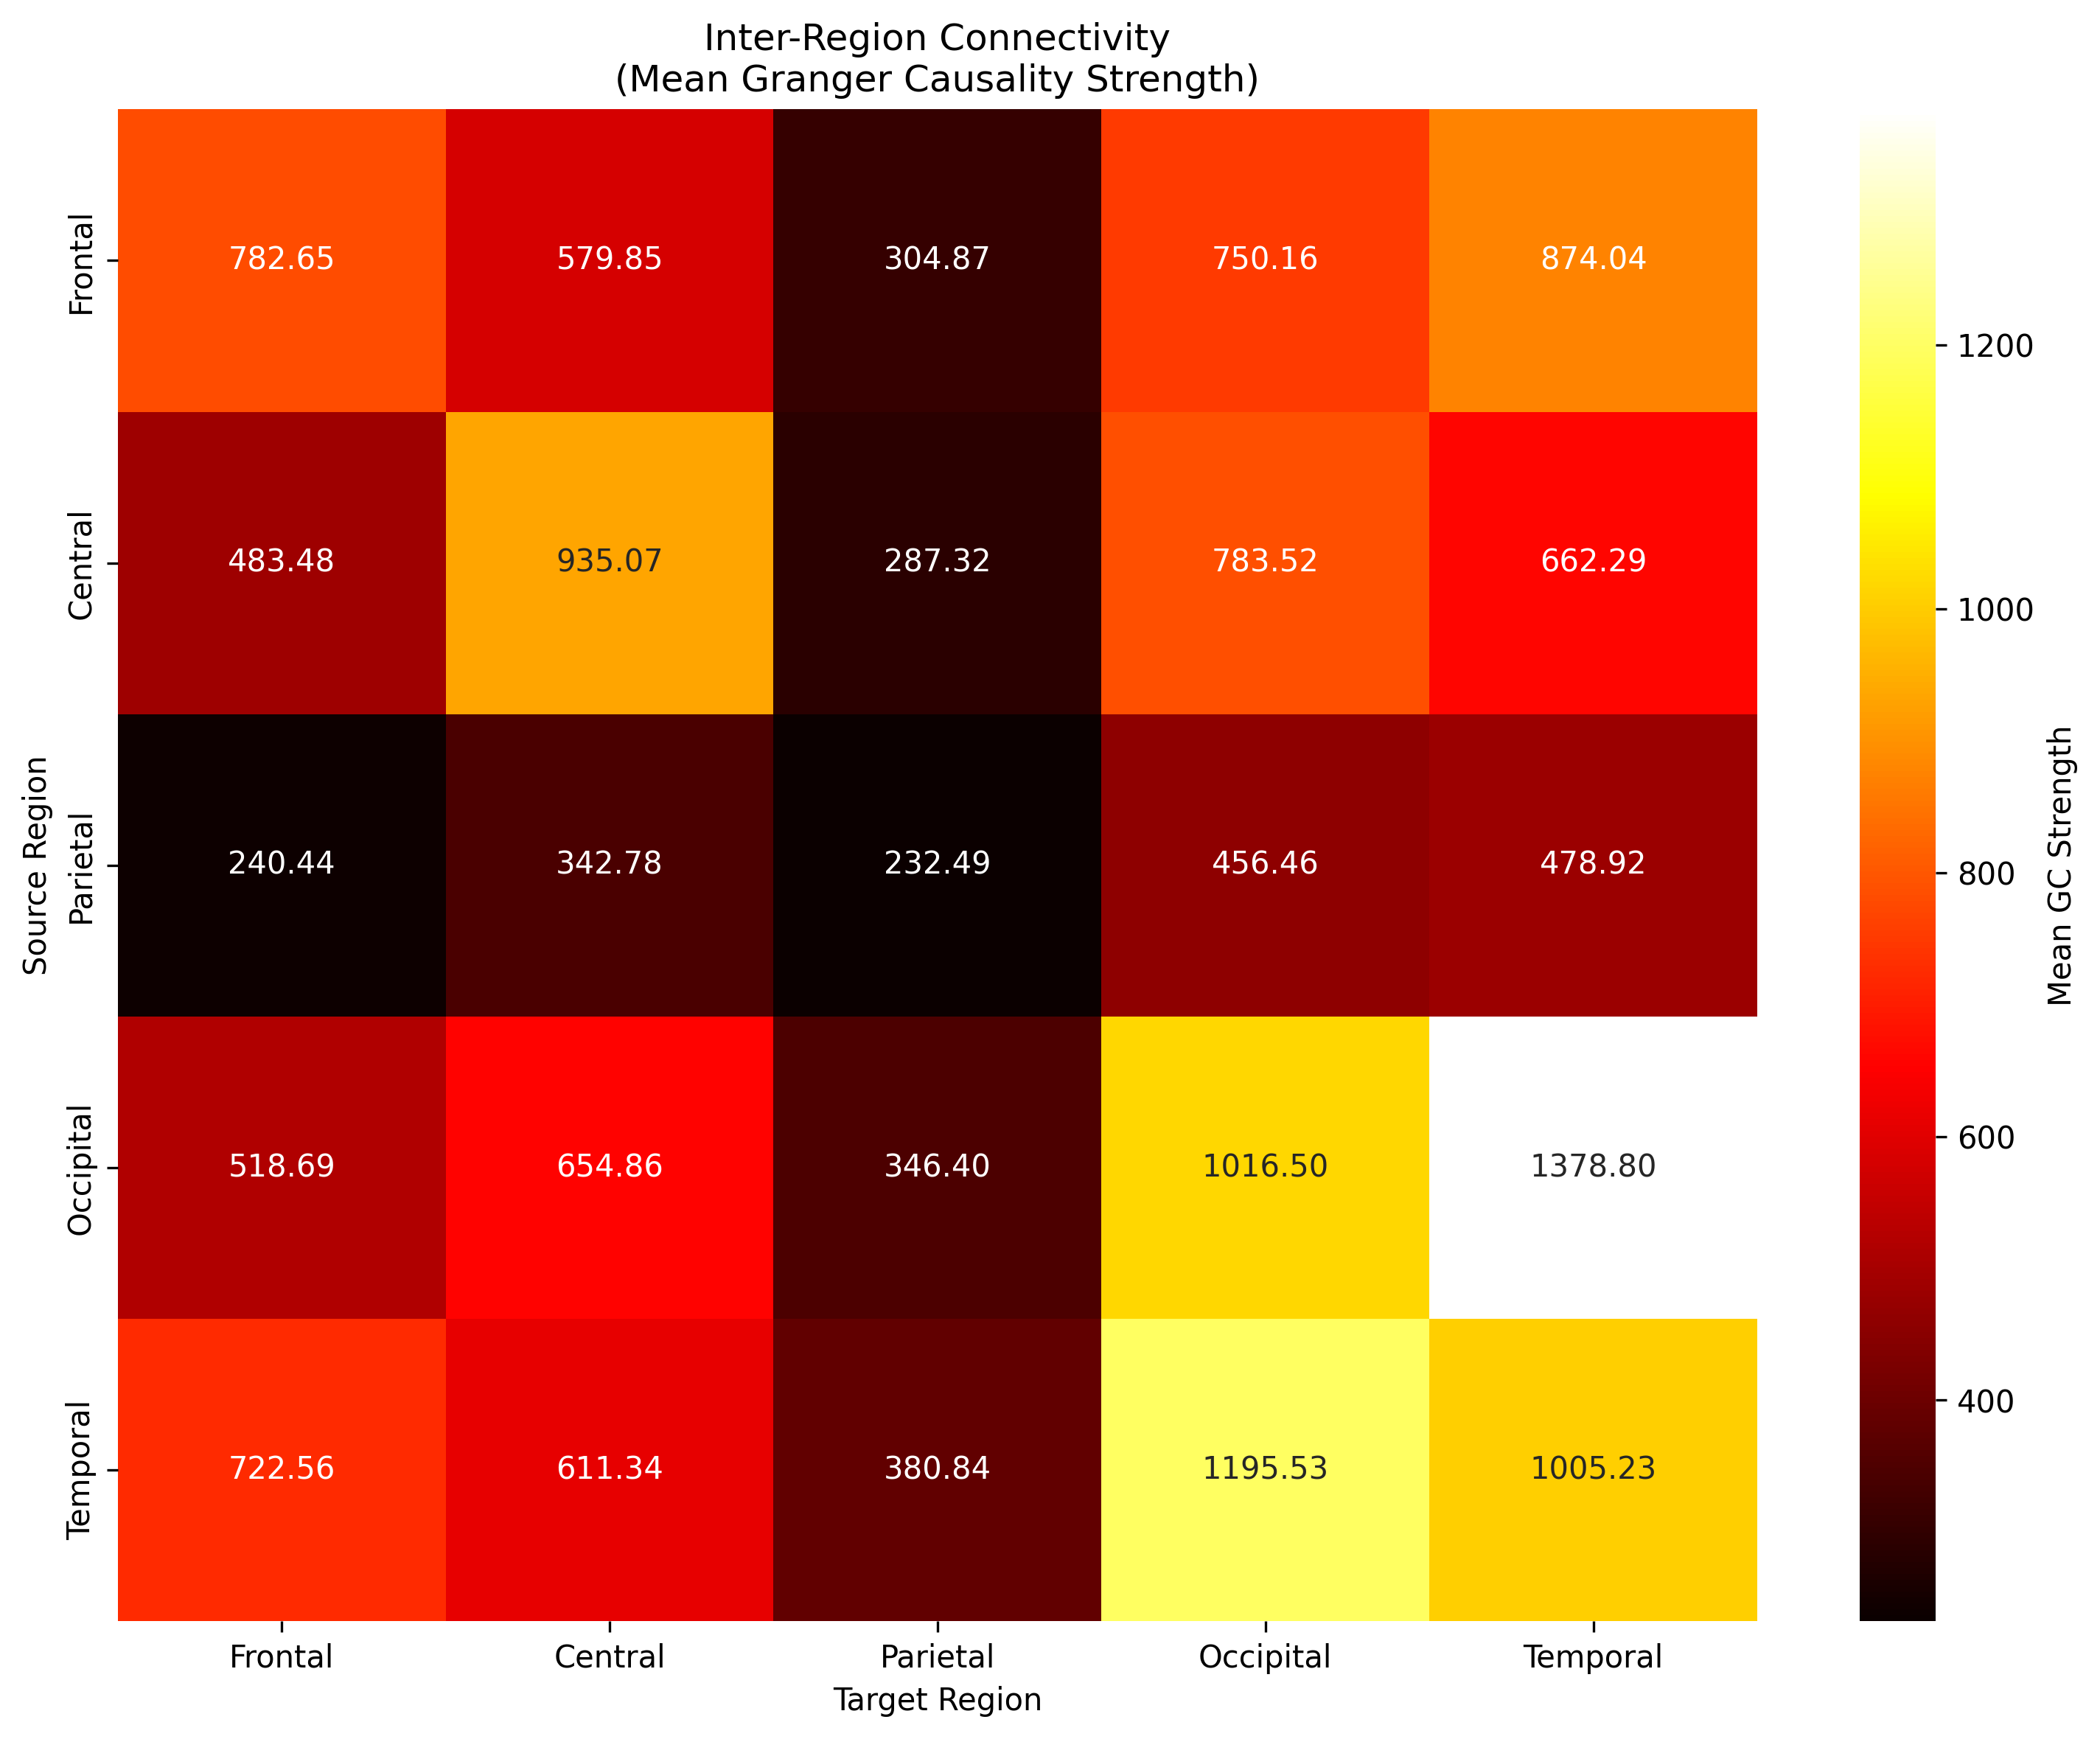 Inter-Region Connectivity
(Mean Granger Causality Strength)
Source Region
Frontal
782.65 579.85 304.87 750.16 874.04
Central
483.48 935.07 287.32 783.52 662.29
Parietal
240.44 342.78 232.49 456.46 478.92
Occipital
518.69 654.86 346.40 1016.50 1378.80
Temporal
722.56 611.34 380.84 1195.53 1005.23
Frontal Central Parietal Occipital Temporal
Target Region
1200
1000
800
600
400
Mean GC Strength